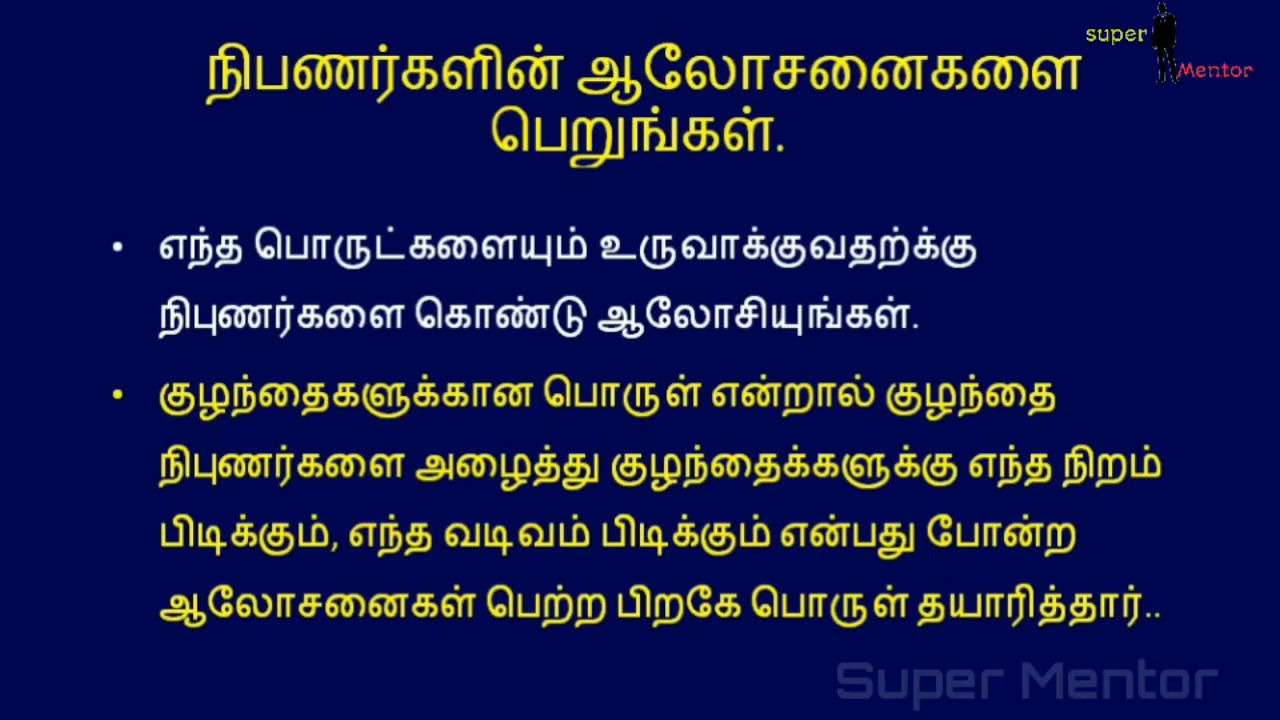 super
Mentor
நிபணர்களின் ஆலோசனைகளை
பெறுங்கள்.
• எந்த பொருட்களையும் உருவாக்குவதற்க்கு
நிபுணர்களை கொண்டு ஆலோசியுங்கள்.
• குழந்தைகளுக்கான பொருள் என்றால் குழந்தை
நிபுணர்களை அழைத்து குழந்தைக்களுக்கு எந்த நிறம்
பிடிக்கும், எந்த வடிவம் பிடிக்கும் என்பது போன்ற
ஆலோசனைகள் பெற்ற பிறகே பொருள் தயாரித்தார்..
Super Mentor